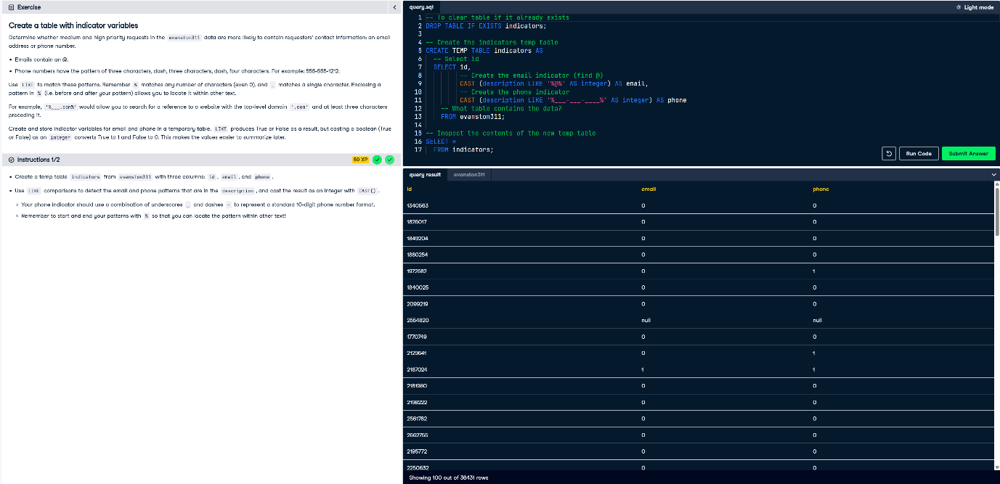 Exercise
Create a table with indicator variables
Determine whether medium and high priority requests in the evanston311 data are more likely to contain requesters' contact information: an email
address or phone number.
• Emails contain an @.
• Phone numbers have the pattern of three characters, dash, three characters, dash, four characters. For example: 555-555-1212.
Use LIKE to match these patterns. Remember % matches any number of characters (even 0), and _ matches a single character. Enclosing a
pattern in % (i.e. before and after your pattern) allows you to locate it within other text.
For example, '%___.com%' would allow you to search for a reference to a website with the top-level domain '.com' and at least three characters
preceding it.
Create and store indicator variables for email and phone in a temporary table. LIKE produces True or False as a result, but casting a boolean (True
or False) as an integer converts True to 1 and False to 0. This makes the values easier to summarize later.
Instructions 1/2
50 XP
• Create a temp table indicators from evanston311 with three columns: id, email, and phone.
• Use LIKE comparisons to detect the email and phone patterns that are in the description, and cast the result as an integer with CAST().
Your phone indicator should use a combination of underscores _ and dashes - to represent a standard 10-digit phone number format.
Remember to start and end your patterns with % so that you can locate the pattern within other text!
query.sql
Light mode
1 -- To clear table if it already exists
2 DROP TABLE IF EXISTS indicators;
3
4 -- Create the indicators temp table
5 CREATE TEMP TABLE indicators AS
6 -- Select id
7 SELECT id,
8 -- Create the email indicator (find @)
9 CAST (description LIKE '%@%' AS integer) AS email,
10 -- Create the phone indicator
11 CAST (description LIKE '%___-___-____%' AS integer) AS phone
12 -- What table contains the data?
13 FROM evanston311;
14
15 -- Inspect the contents of the new temp table
16 SELECT *
17 FROM indicators;
Run Code
Submit Answer
query result
evanston311
id email phone
1340563 0 0
1826017 0 0
1849204 0 0
1880254 0 0
1972582 0 1
1840025 0 0
2099219 0 0
2554820 null null
1770749 0 0
2129641 0 1
2167024 1 1
2181980 0 0
2198222 0 0
2561782 0 0
2662755 0 0
2195772 0 0
2250632 0 0
Showing 100 out of 36431 rows